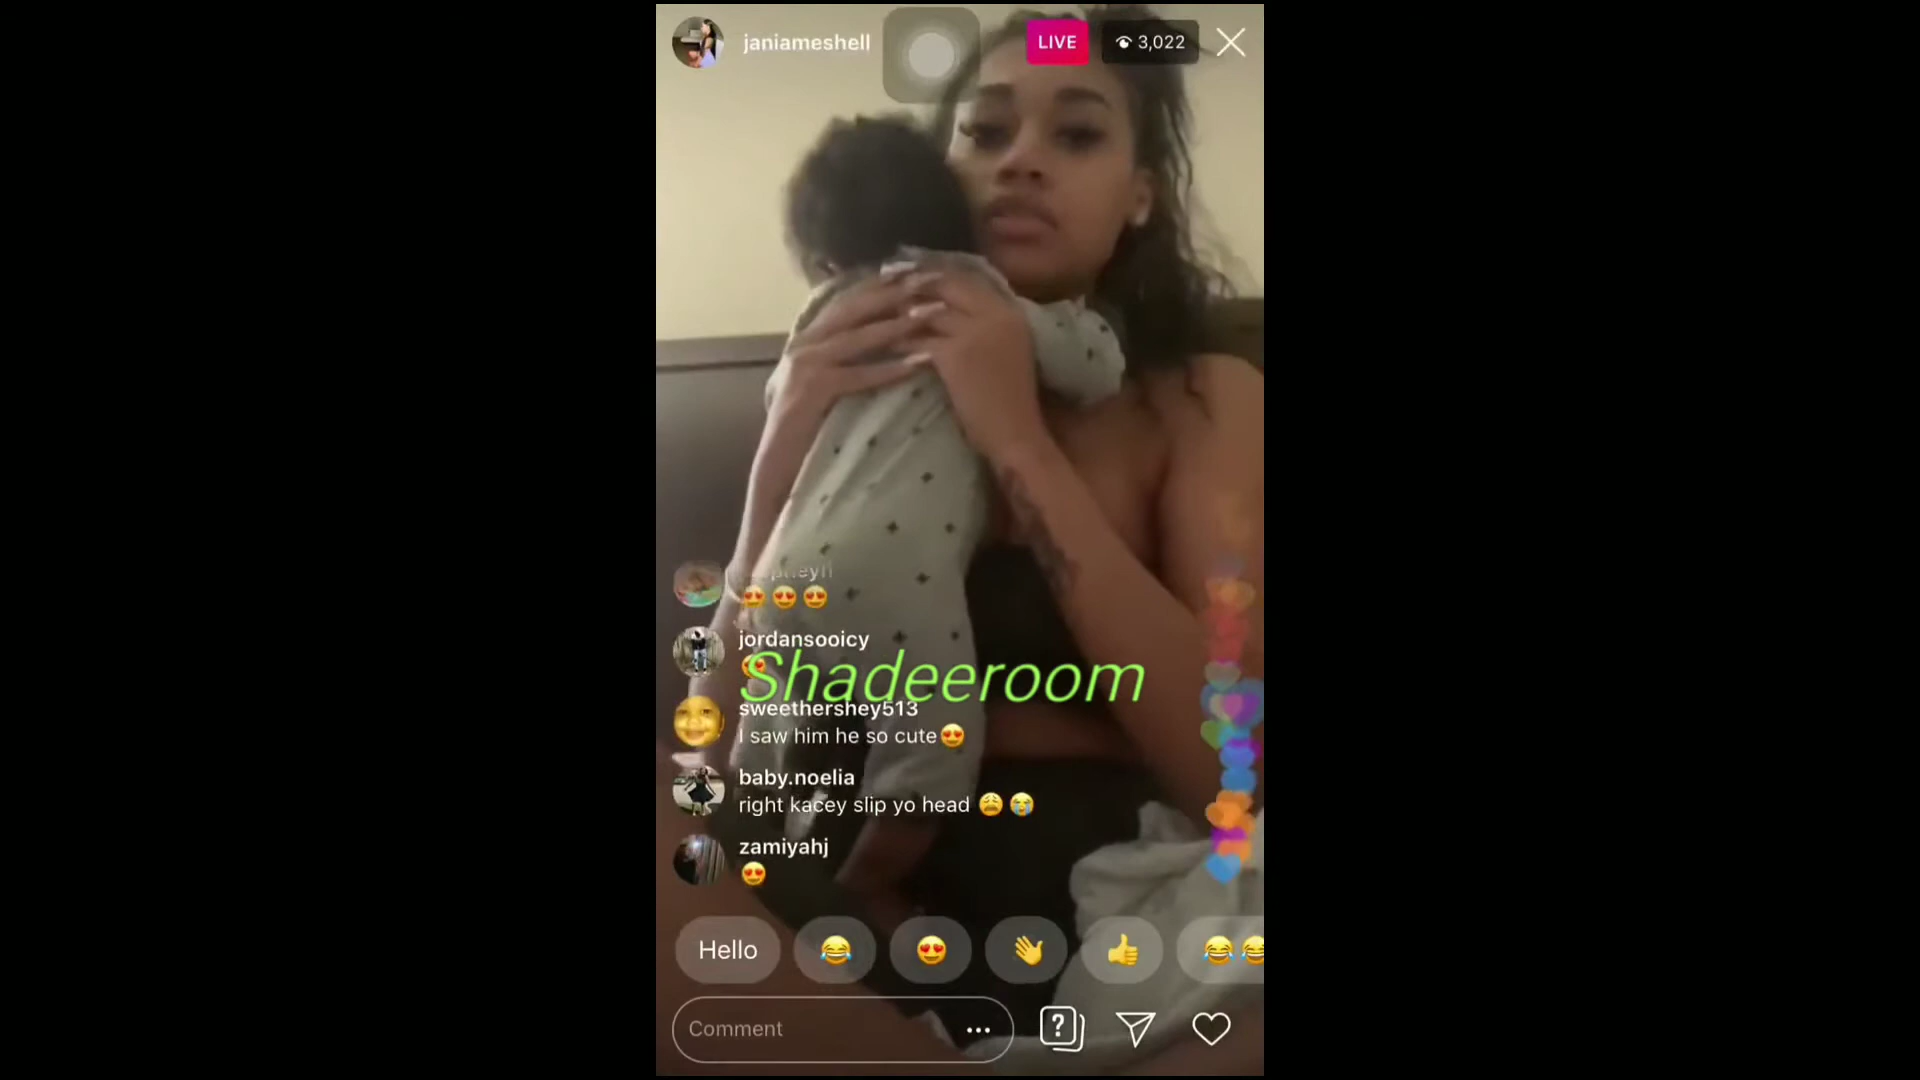 janiameshell
LIVE
3,022
jordansooicy
Shadeeroom
sweethershey513
I saw him he so cute😍
baby.noelia
right kacey slip yo head 😩 😭
zamiyahj
😍
Hello
Comment